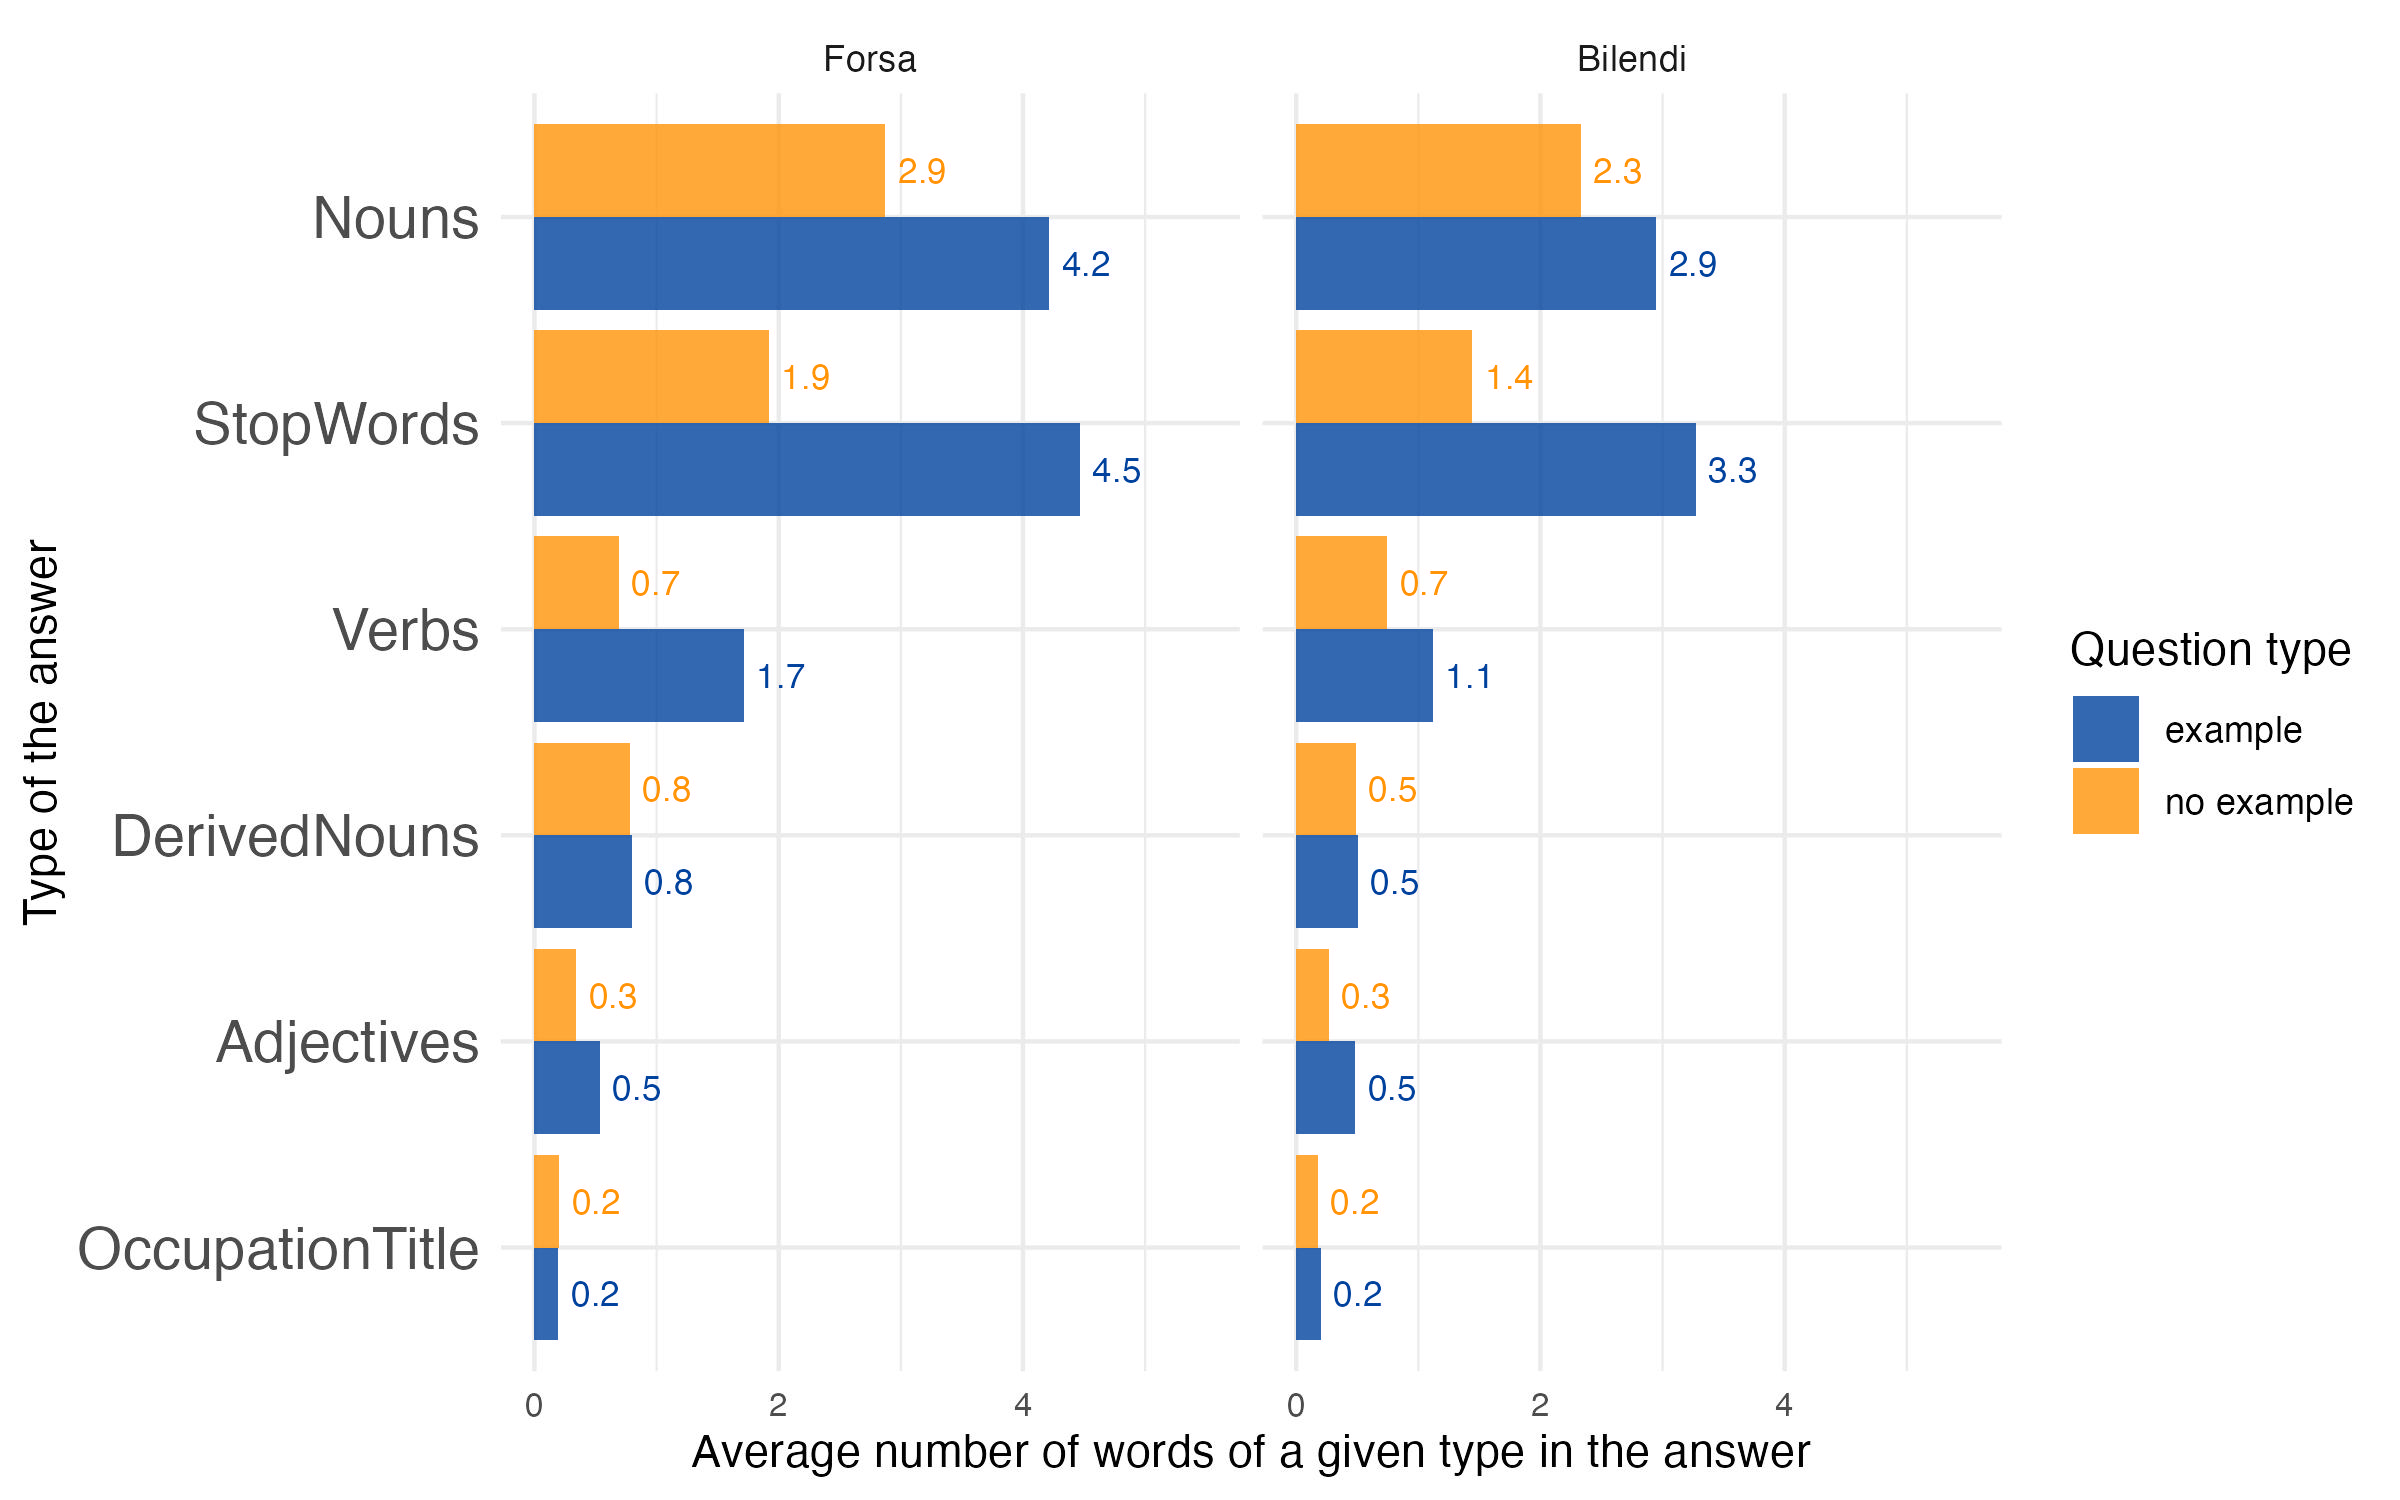 Forsa
Bilendi
Type of the answer
Nouns
2.9
4.2
2.3
2.9
StopWords
1.9
4.5
1.4
3.3
Verbs
0.7
1.7
0.7
1.1
DerivedNouns
0.8
0.8
0.5
0.5
Adjectives
0.3
0.5
0.3
0.5
OccupationTitle
0.2
0.2
0.2
0.2
0 2 4
0 2 4
Average number of words of a given type in the answer
Question type
example
no example